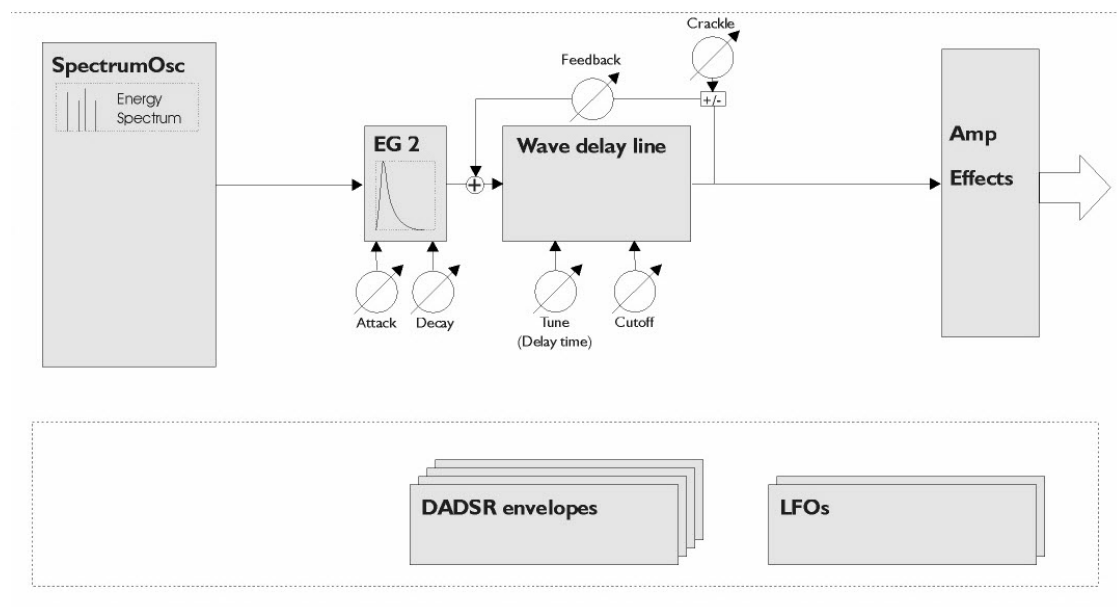 Crackle
SpectrumOsc
Energy
Spectrum
Feedback
+/-
EG 2
Wave delay line
+
Amp
Effects
Attack
Decay
Tune
(Delay time)
Cutoff
DADSR envelopes
LFOs